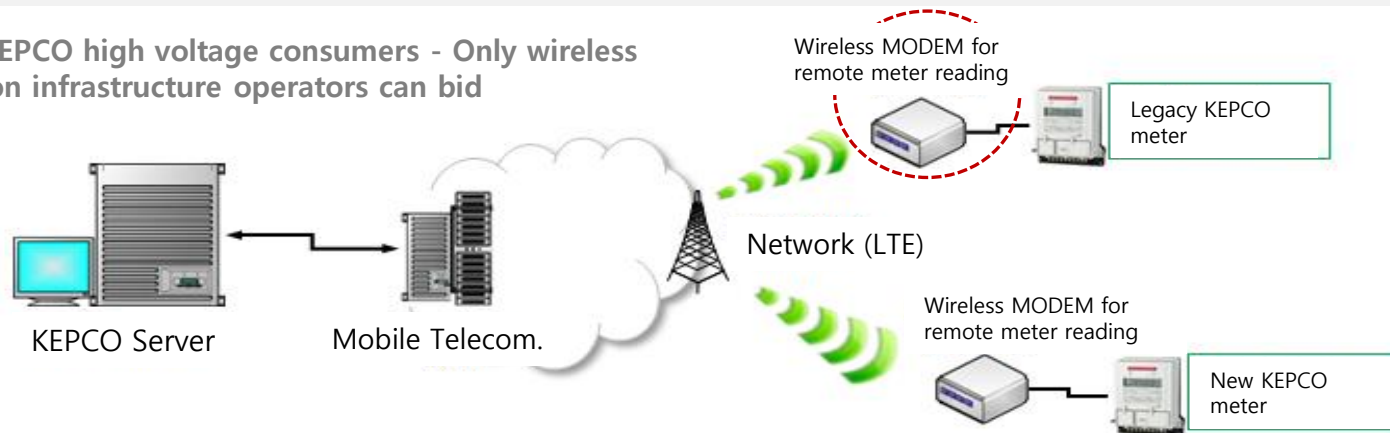 EPCO high voltage consumers - Only wireless
on infrastructure operators can bid
Wireless MODEM for
remote meter reading
Legacy KEPCO
meter
Network (LTE)
KEPCO Server
Mobile Telecom.
Wireless MODEM for
remote meter reading
New KEPCO
meter